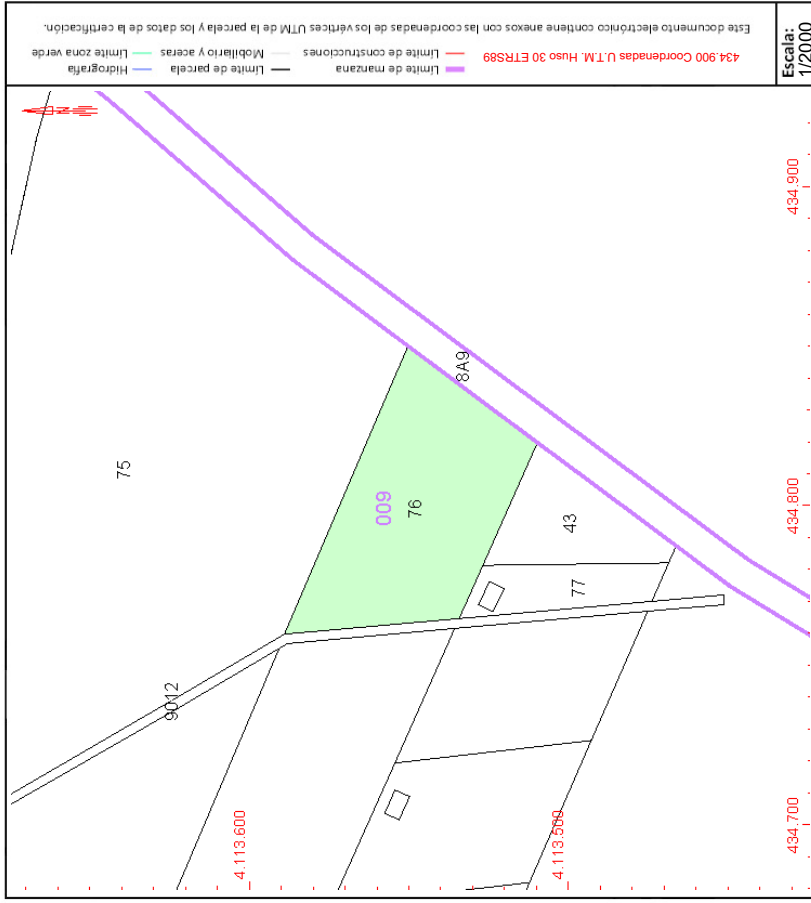 Este documento electrónico contiene anexos con las coordenadas de los vértices UTM de la parcela y los datos de la certificación.
434.900 Coordenadas U.T.M. Huso 30 ETRS89
Límite de manzana
Límite de construcciones
Límite de parcela
Mobiliario y aceras
Hidrografía
Límite zona verde
Escala:
1/2000
75
8A9
009
76
43
77
9012
4.113.600
4.113.500
434.900
434.800
434.700